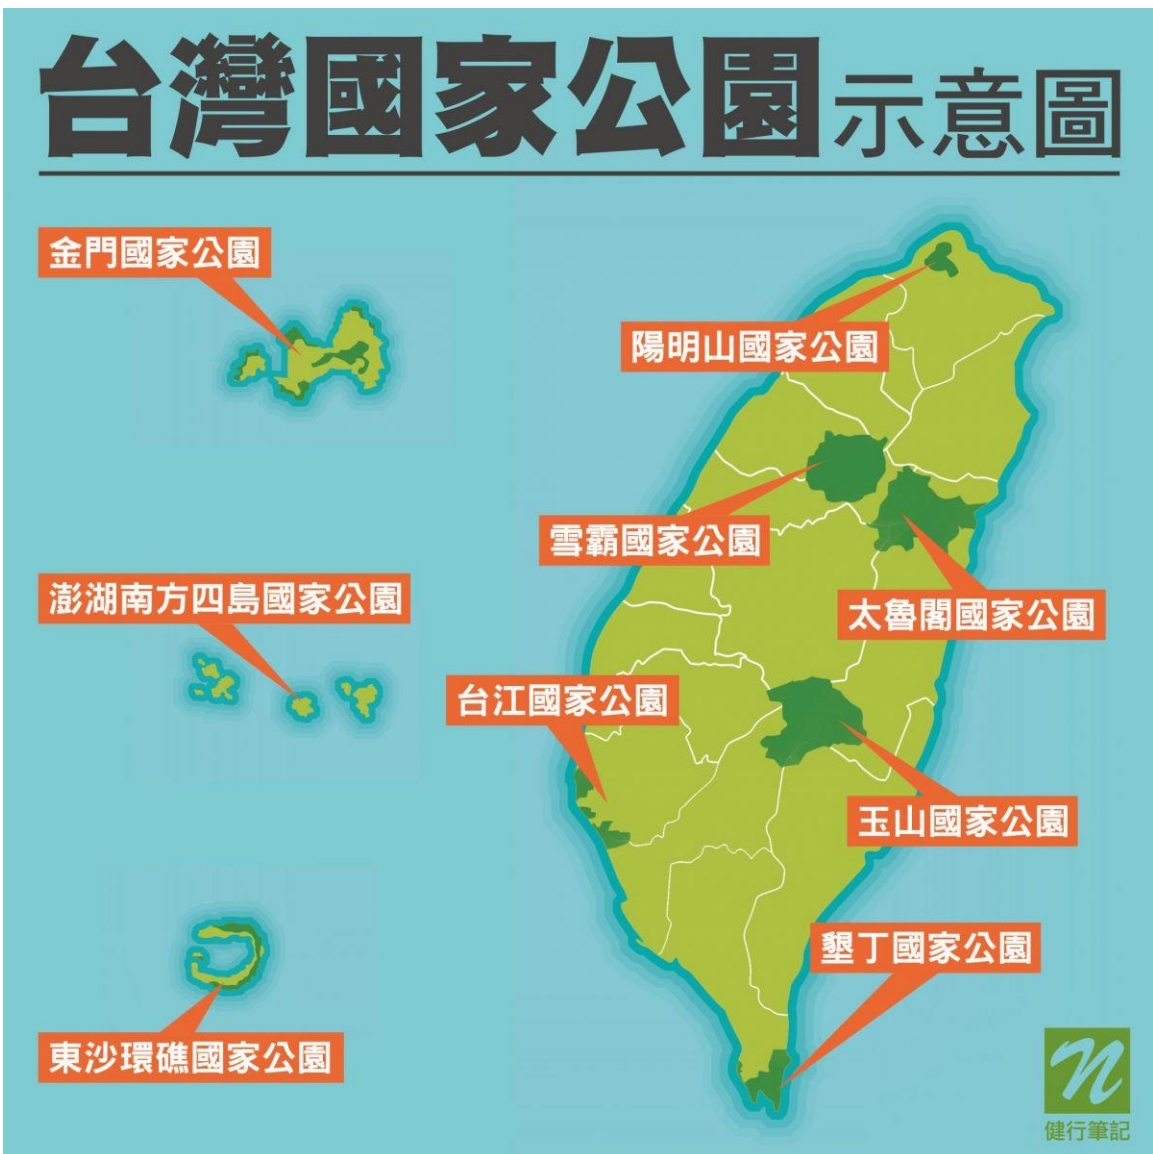 台灣國家公園示意圖
金門國家公園
陽明山國家公園
雪霸國家公園
澎湖南方四島國家公園
太魯閣國家公園
台江國家公園
玉山國家公園
墾丁國家公園
東沙環礁國家公園
n
健行筆記